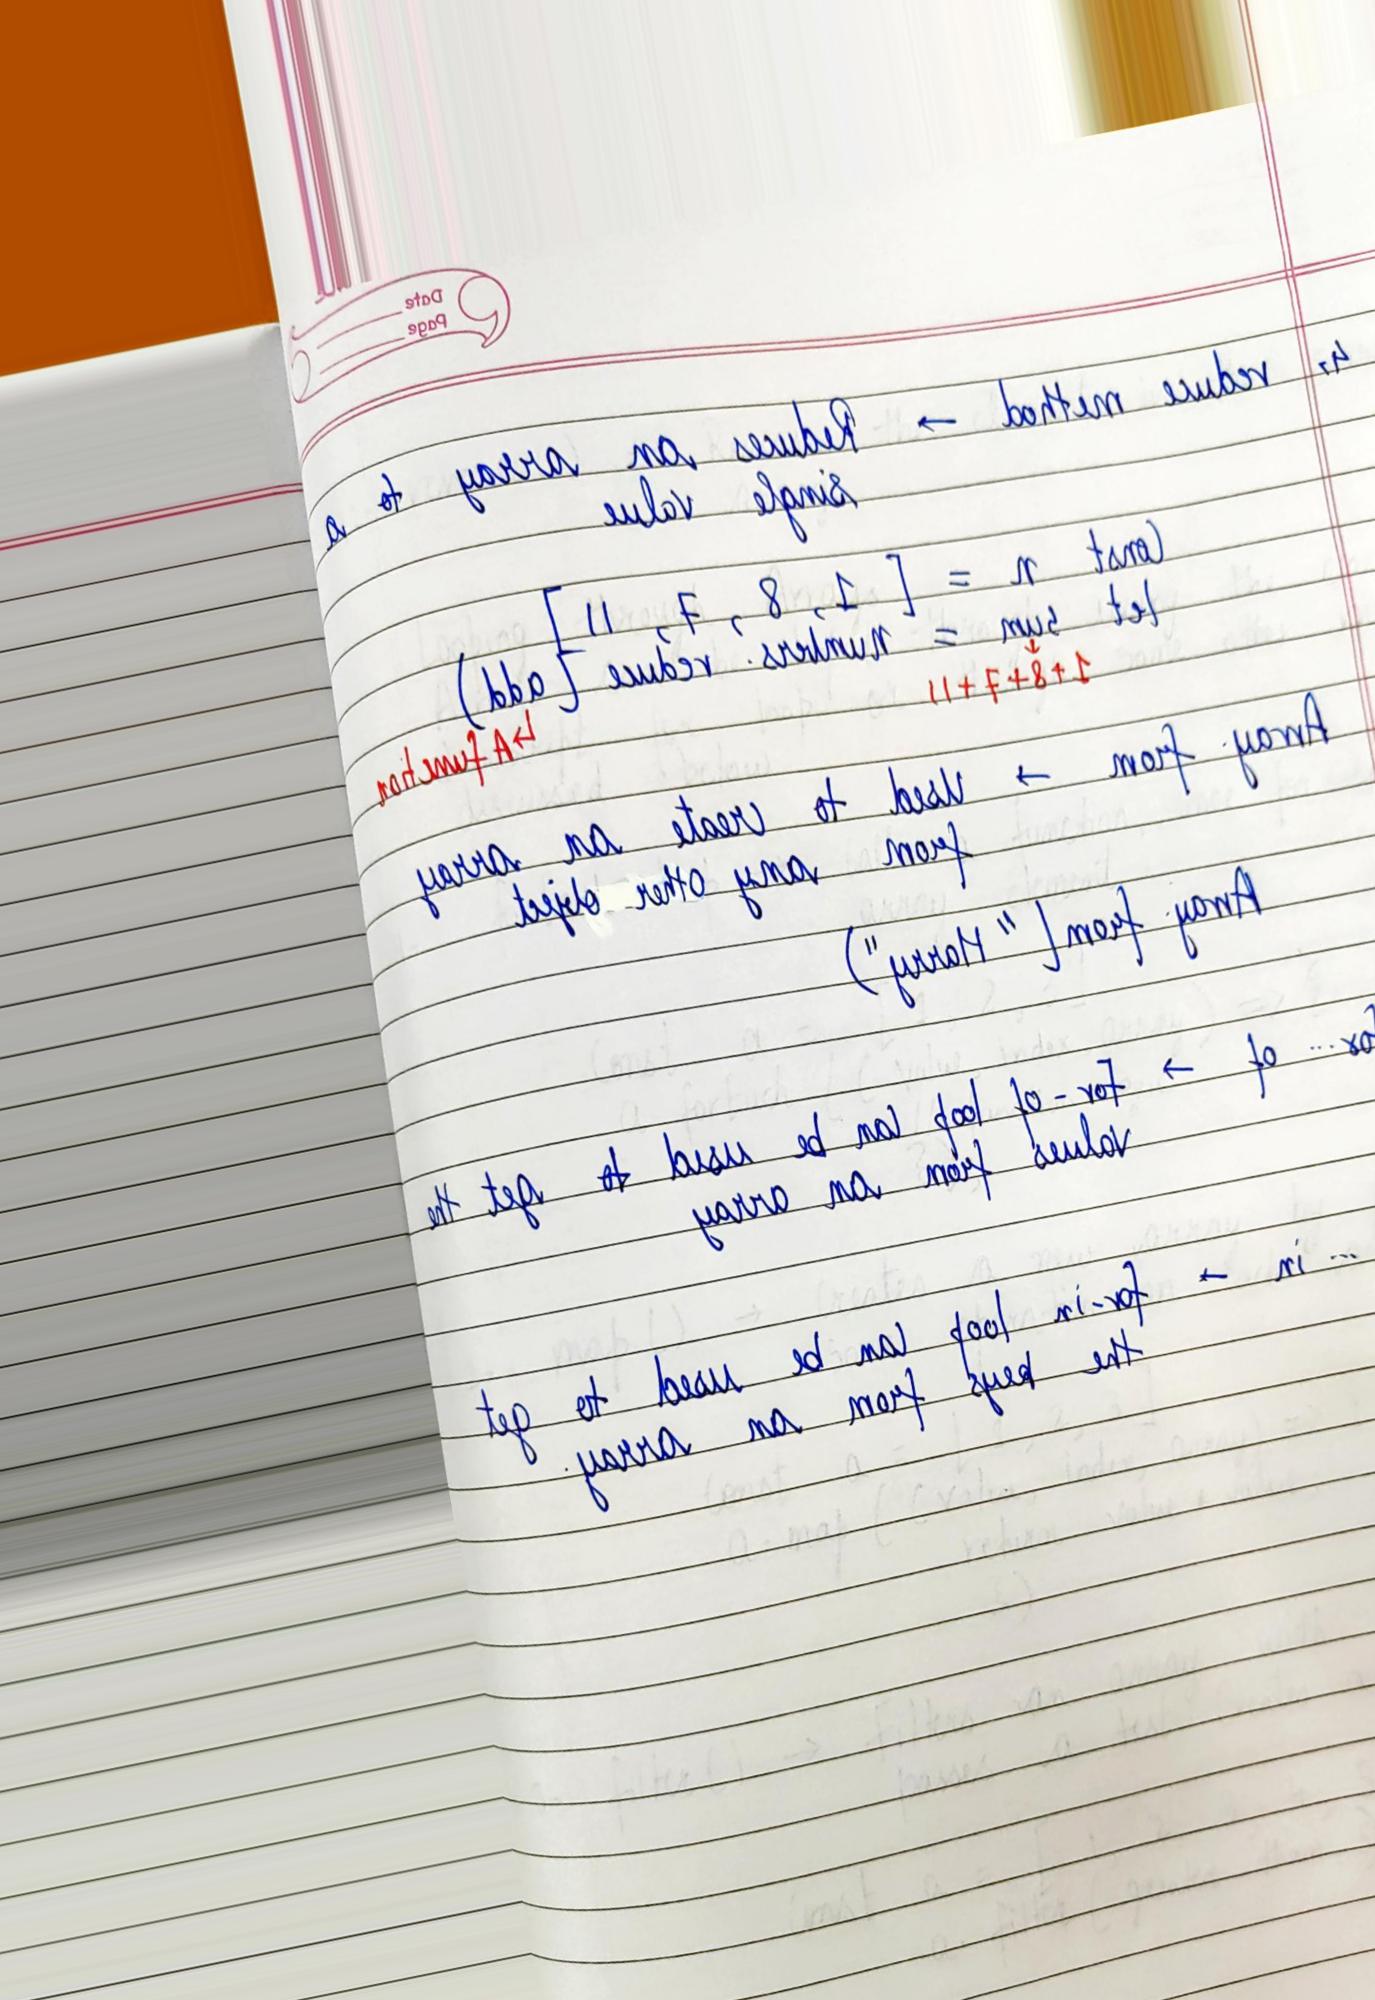 Date
Page
4. reduce method → Reduces an array to a
single value
const n = [ 1, 8, 7, 11 ]
let sum = numbers. reduce (add)
1+8+7+11
↳ A function
Array. from → Used to create an array
from any other object
Array. from ( " Harry" )
for... of → For-of loop can be used to get the
values from an array
... in → for-in loop can be used to get
the keys from an array.